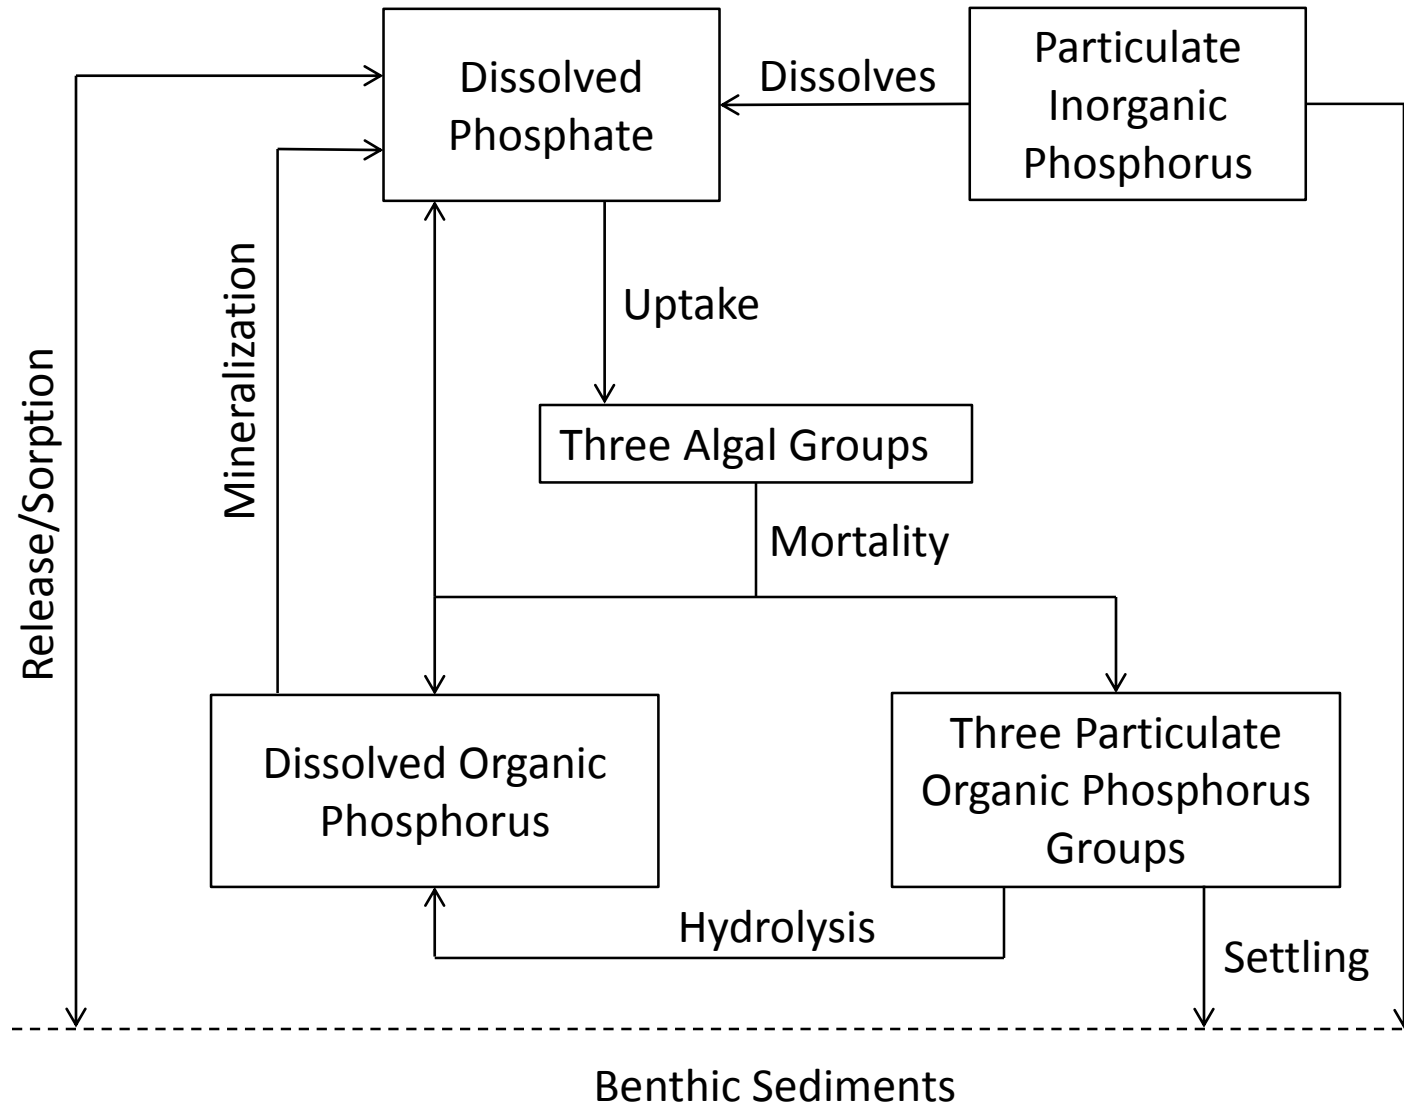 Dissolved
Phosphate
Dissolves
Particulate
Inorganic
Phosphorus
Uptake
Mineralization
Release/Sorption
Three Algal Groups
Mortality
Dissolved Organic
Phosphorus
Three Particulate
Organic Phosphorus
Groups
Hydrolysis
Settling
Benthic Sediments